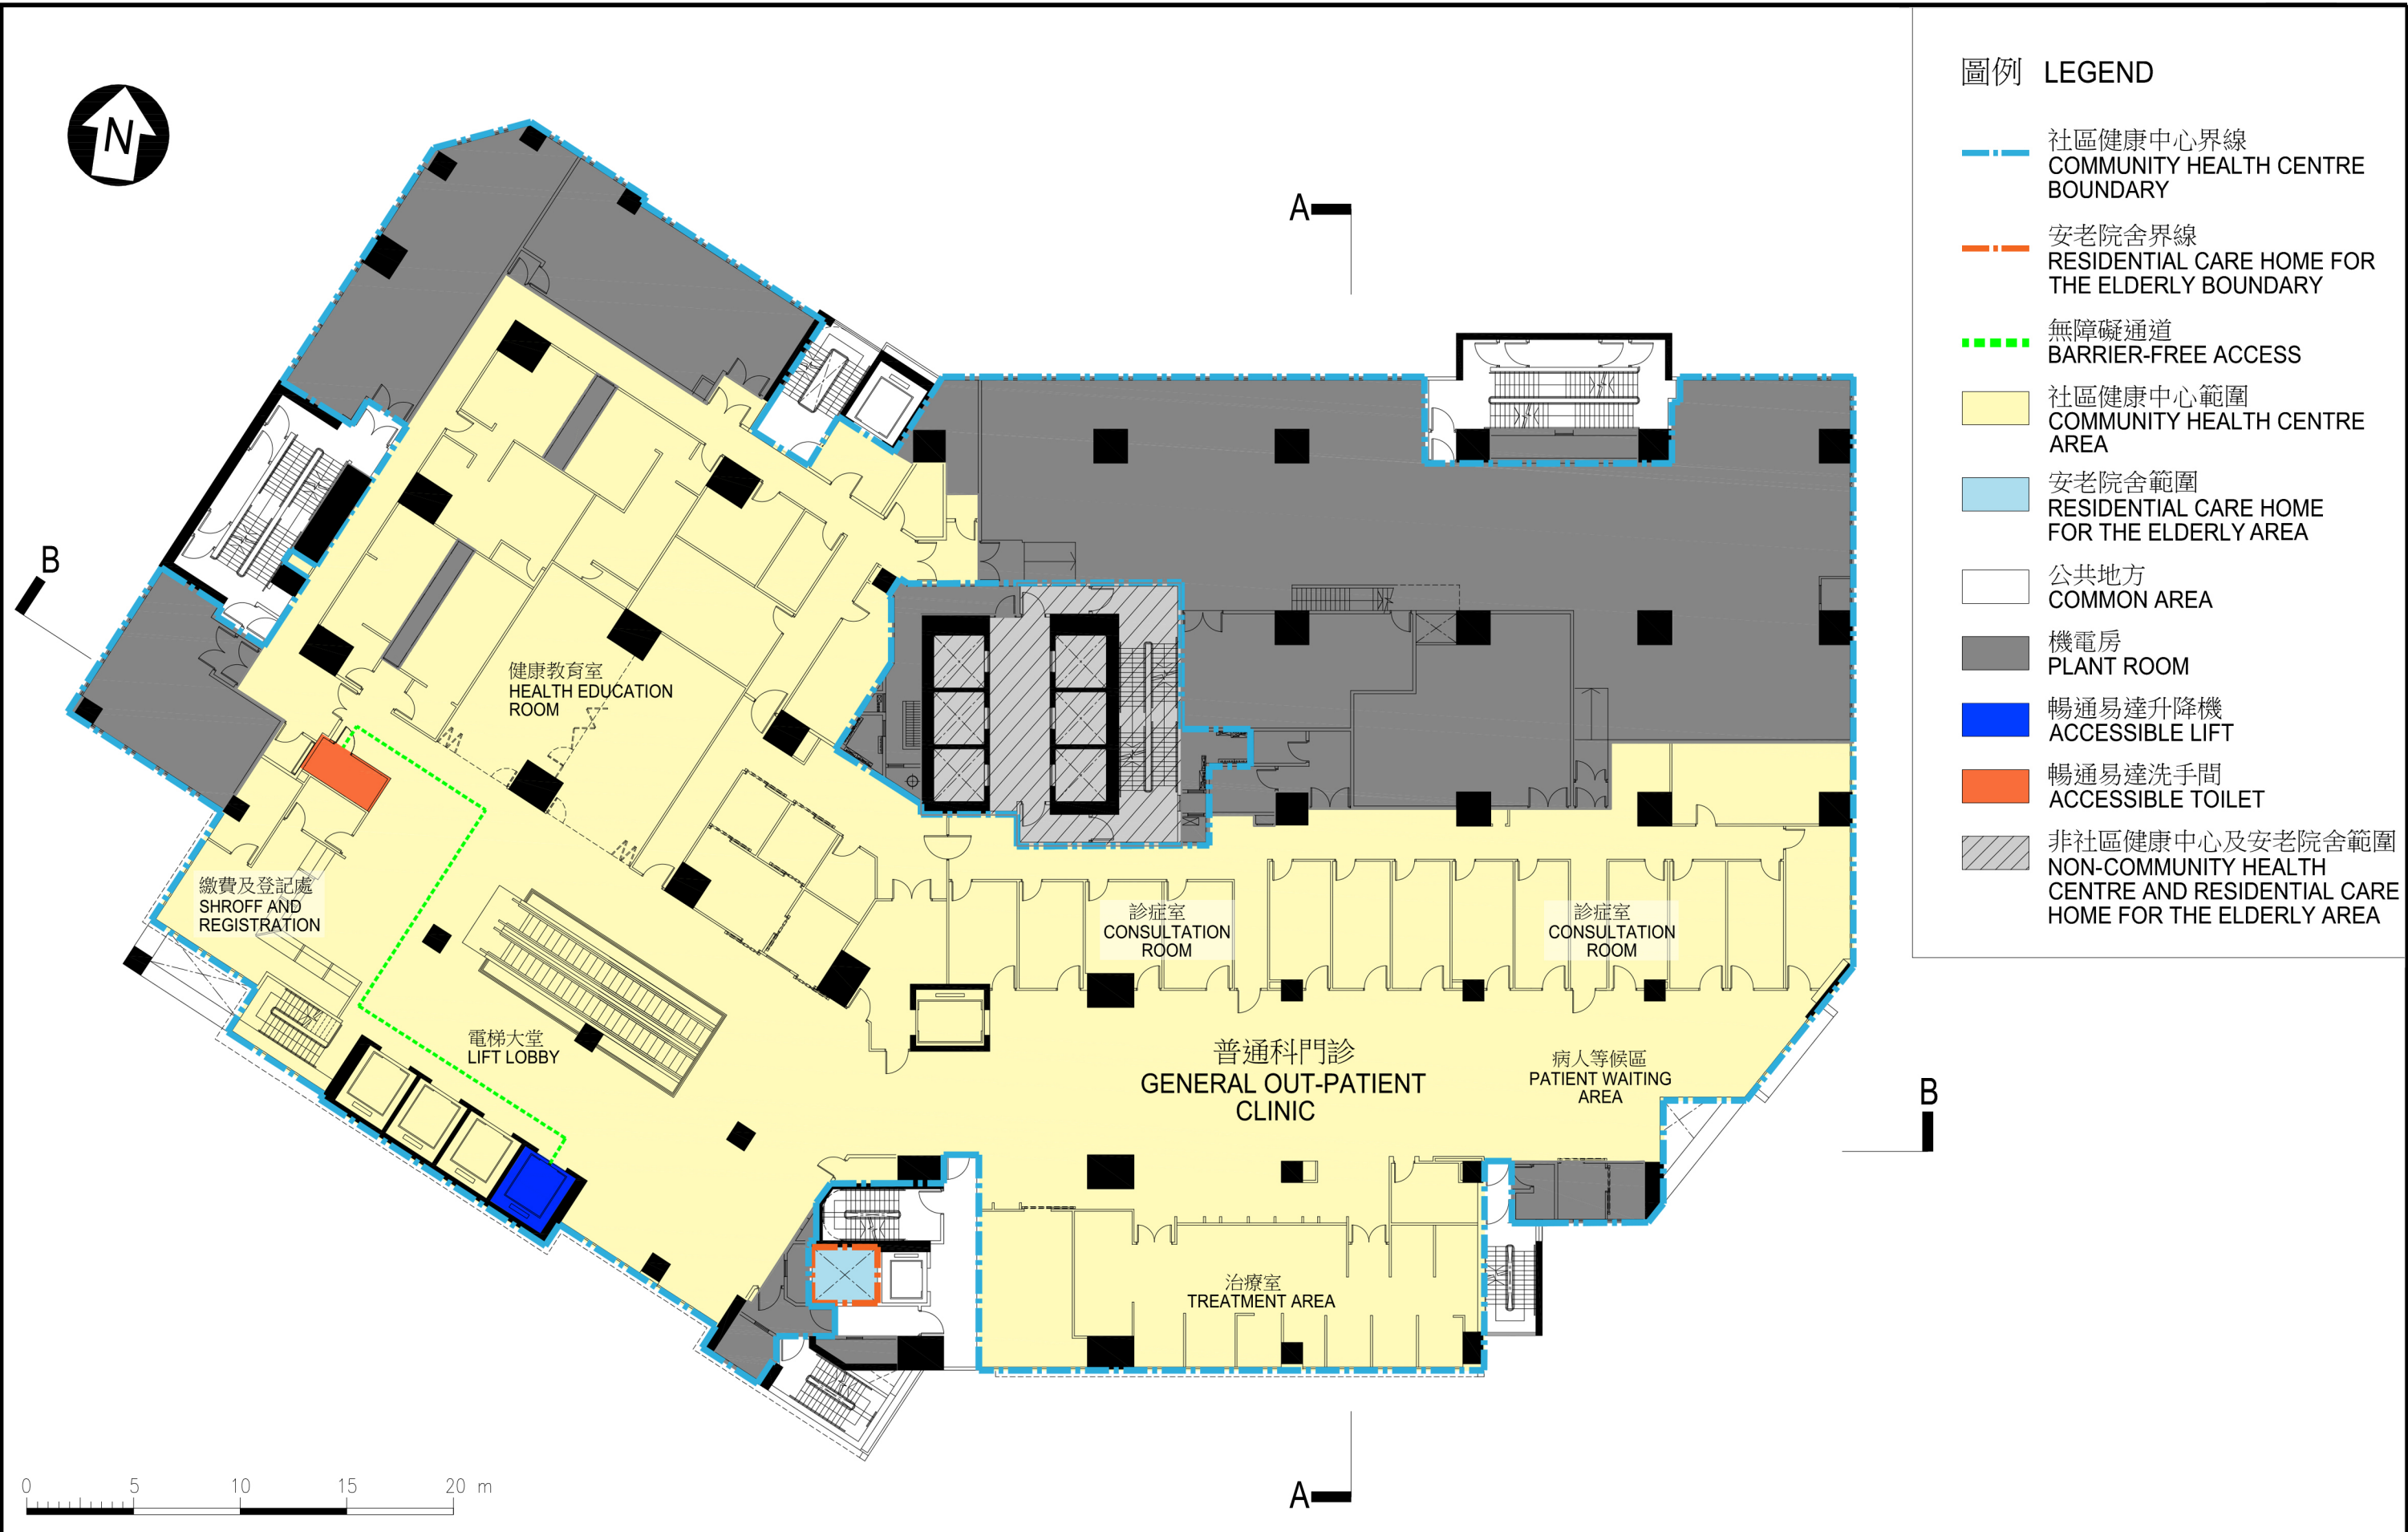 N
A
B
健康教育室
HEALTH EDUCATION
ROOM
繳費及登記處
SHROFF AND
REGISTRATION
電梯大堂
LIFT LOBBY
診症室
CONSULTATION
ROOM
診症室
CONSULTATION
ROOM
普通科門診
GENERAL OUT-PATIENT
CLINIC
病人等候區
PATIENT WAITING
AREA
B
治療室
TREATMENT AREA
A
0 5 10 15 20 m
圖例 LEGEND
社區健康中心界線
COMMUNITY HEALTH CENTRE
BOUNDARY
安老院舍界線
RESIDENTIAL CARE HOME FOR
THE ELDERLY BOUNDARY
無障礙通道
BARRIER-FREE ACCESS
社區健康中心範圍
COMMUNITY HEALTH CENTRE
AREA
安老院舍範圍
RESIDENTIAL CARE HOME
FOR THE ELDERLY AREA
公共地方
COMMON AREA
機電房
PLANT ROOM
暢通易達升降機
ACCESSIBLE LIFT
暢通易達洗手間
ACCESSIBLE TOILET
非社區健康中心及安老院舍範圍
NON-COMMUNITY HEALTH
CENTRE AND RESIDENTIAL CARE
HOME FOR THE ELDERLY AREA